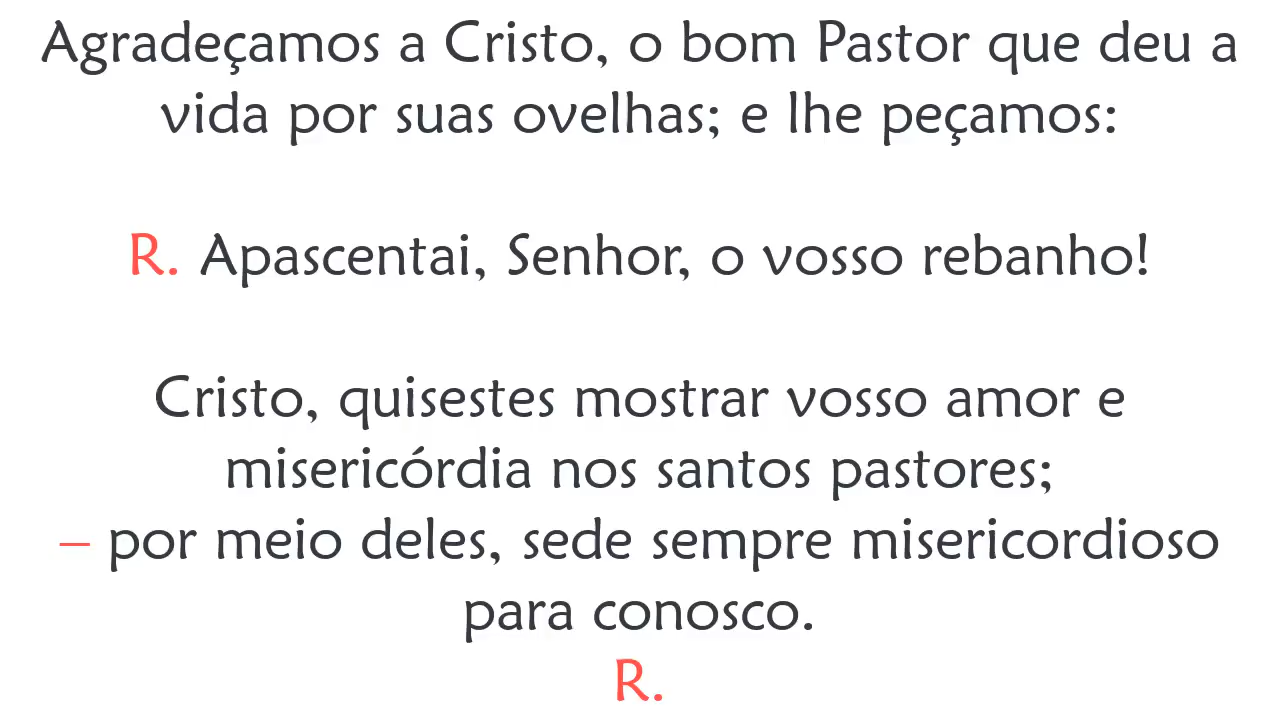 Agradeçamos a Cristo, o bom Pastor que deu a
vida por suas ovelhas; e lhe peçamos:
R. Apascentai, Senhor, o vosso rebanho!
Cristo, quisestes mostrar vosso amor e
misericórdia nos santos pastores;
– por meio deles, sede sempre misericordioso
para conosco.
R.